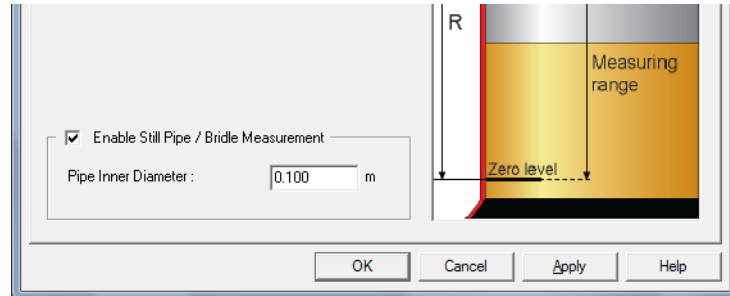 R
Measuring
range
Enable Still Pipe / Bridle Measurement
Pipe Inner Diameter : 0.100 m
Zero level
OK Cancel Apply Help